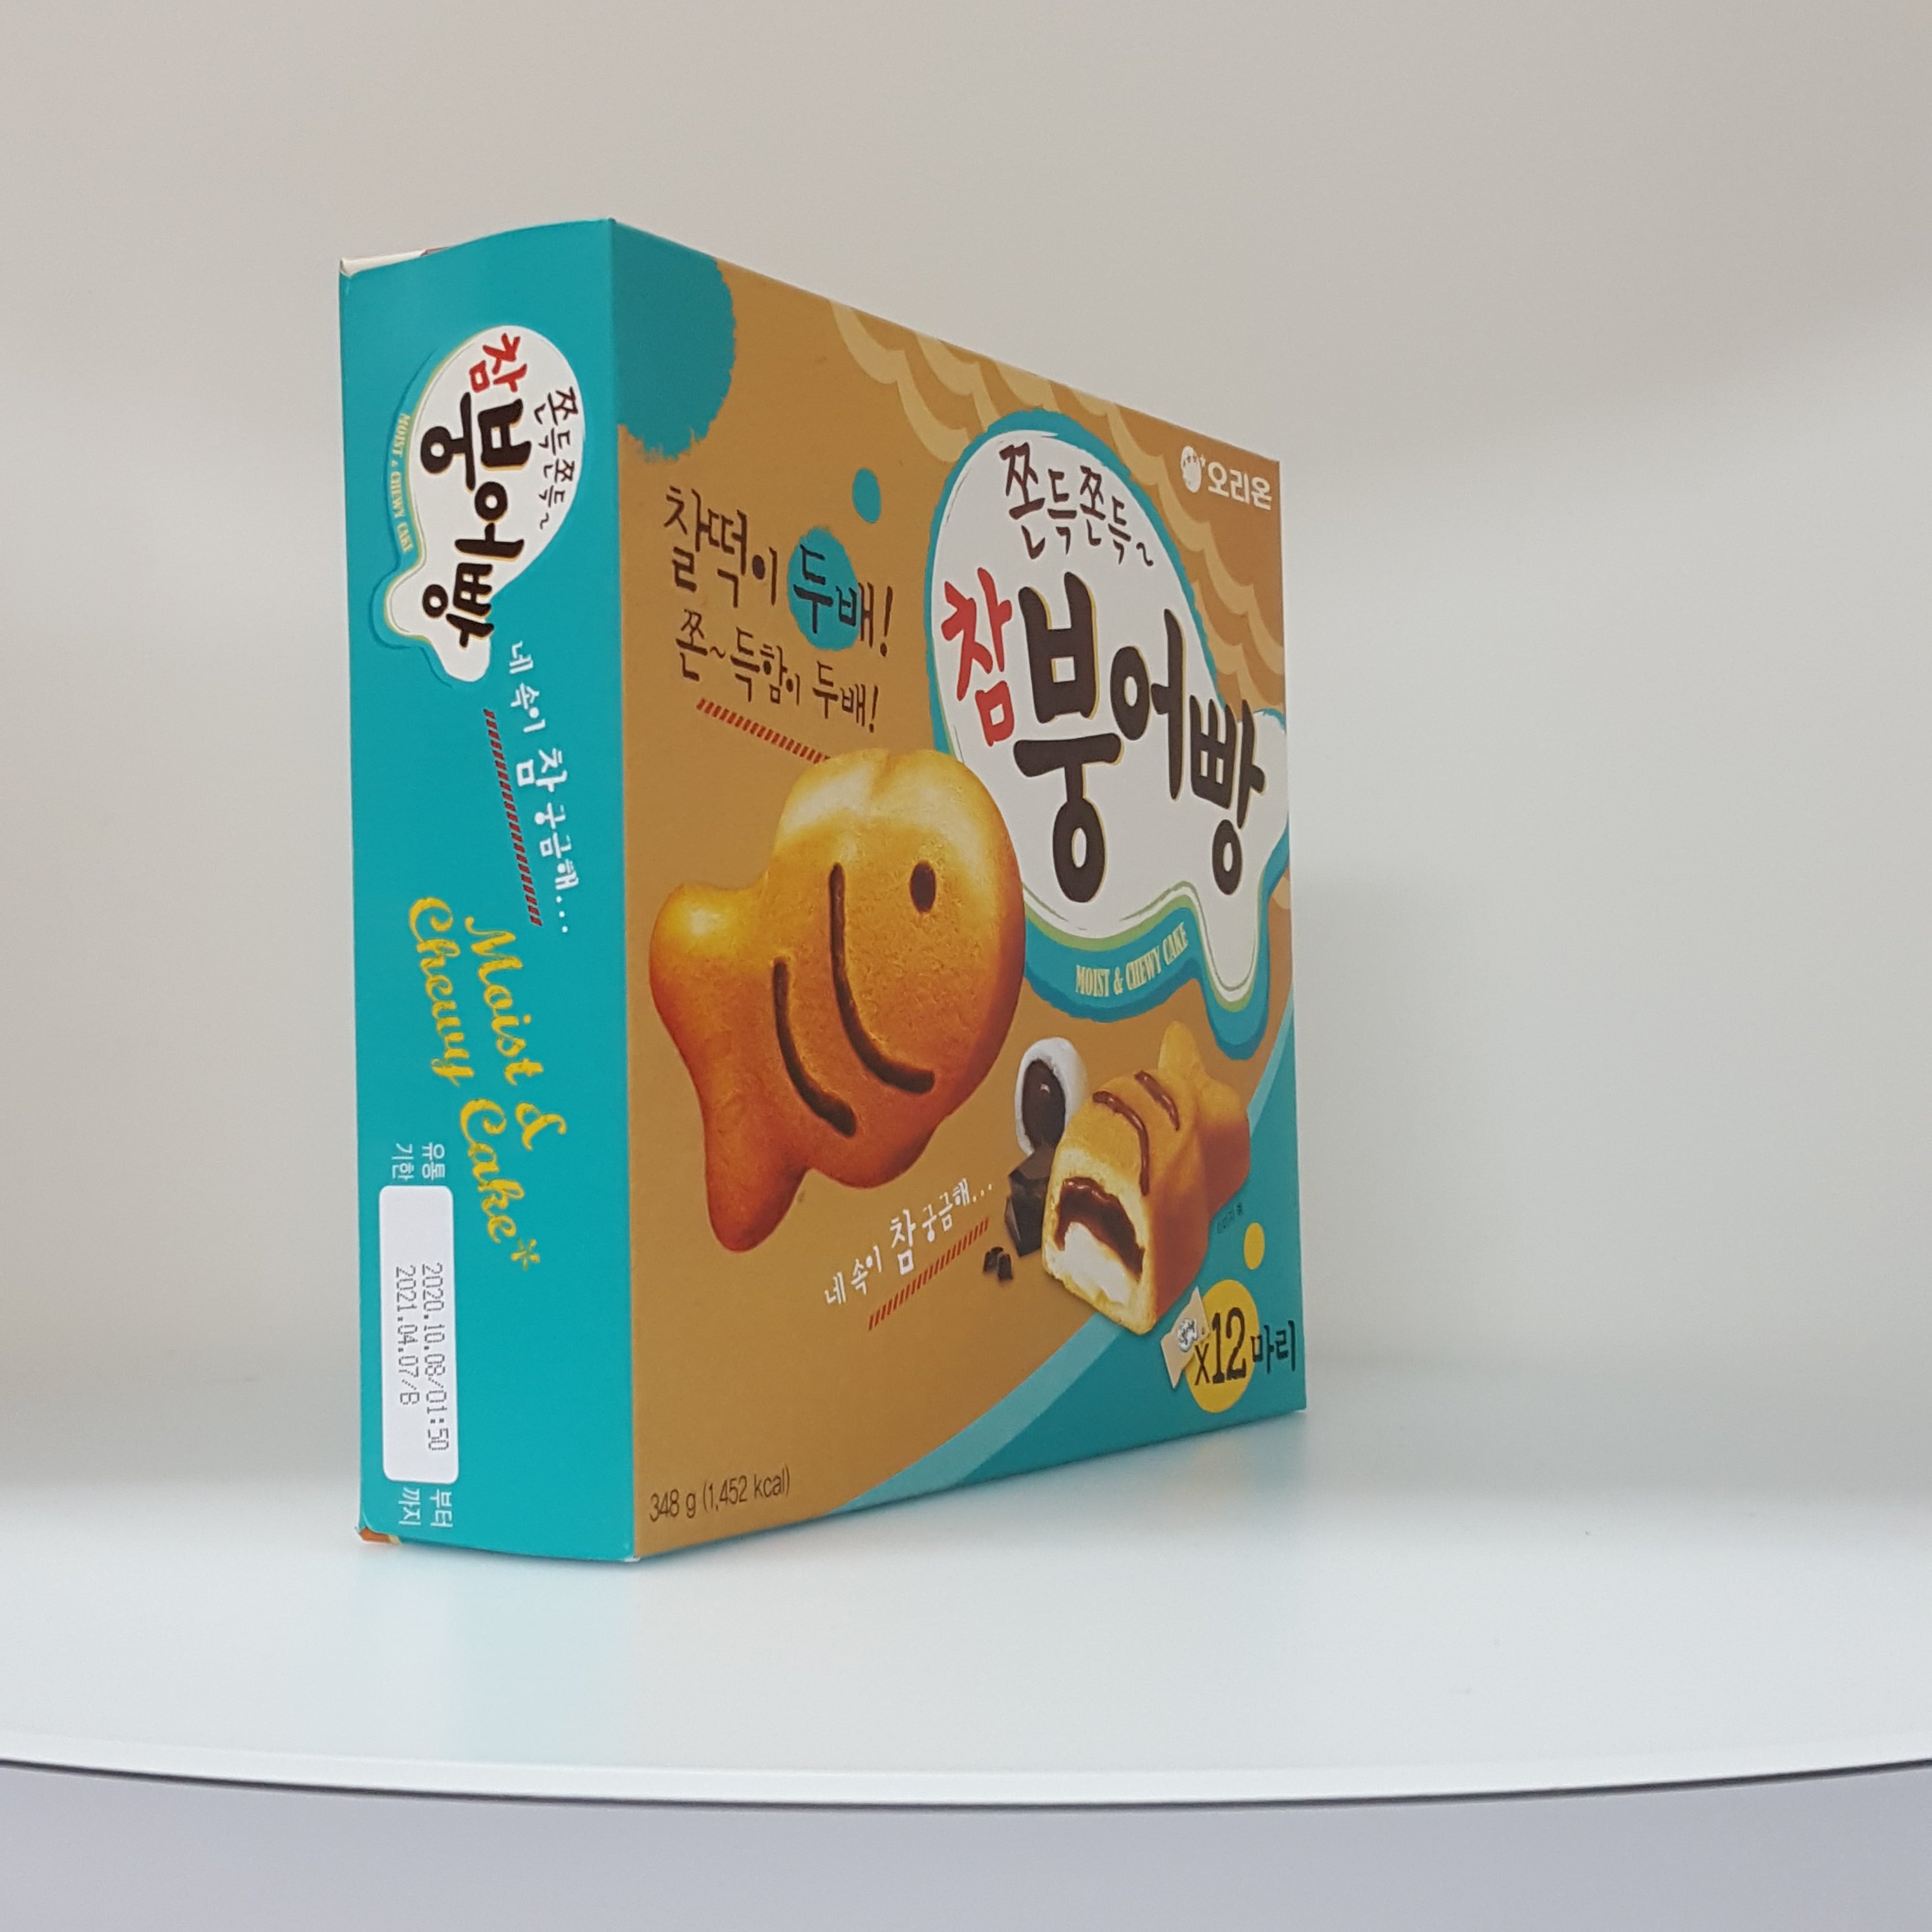 오리온
쫀득쫀득~
참붕어빵
MOIST & CHEWY CAKE
찰떡이 두배!
쫀~득함이 두배!
네 속이 참 궁금해...
x12마리
348 g (1,452 kcal)
쫀득쫀득~
참붕어빵
MOIST & CHEWY CAKE
네 속이 참 궁금해...
Moist &
Chewy Cake*
유통
기한
2020.10.08/01:50 부터
2021.04.07/B 까지